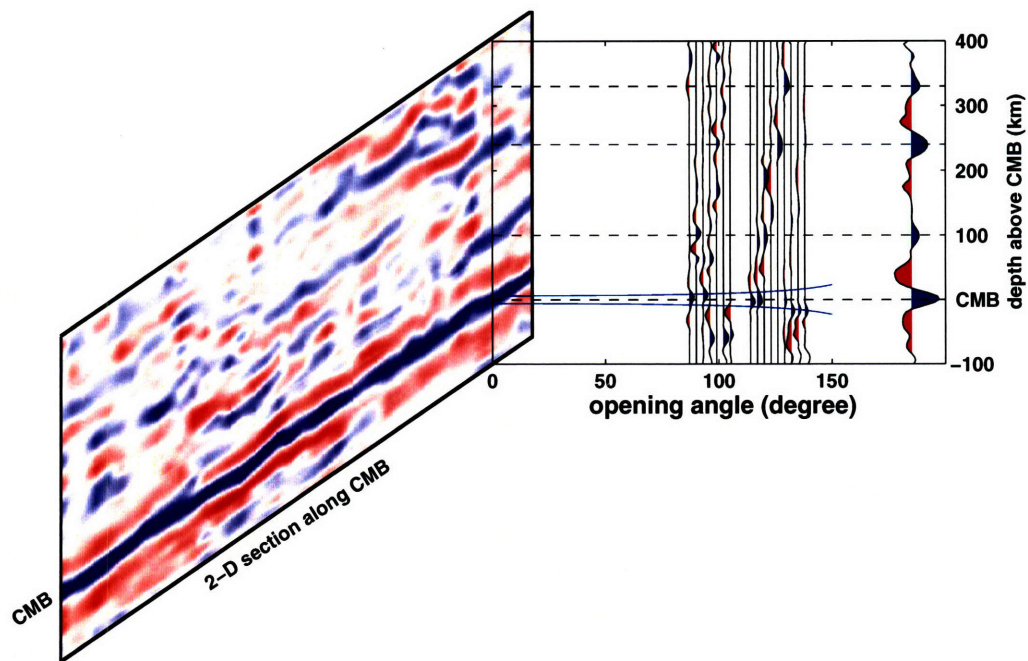 400
300
200
100
CMB
-100
depth above CMB (km)
0
50
100
150
opening angle (degree)
2-D section along CMB
CMB